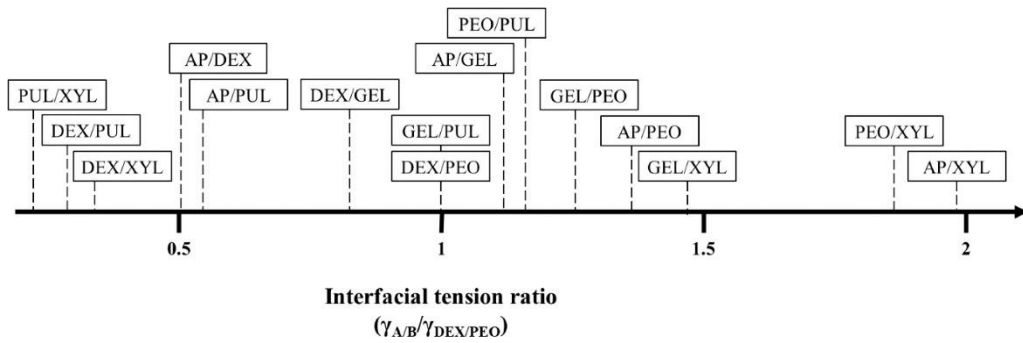 PEO/PUL
AP/DEX
AP/GEL
PUL/XYL
AP/PUL
DEX/GEL
GEL/PEO
DEX/PUL
GEL/PUL
AP/PEO
PEO/XYL
DEX/XYL
DEX/PEO
GEL/XYL
AP/XYL
0.5
1
1.5
2
Interfacial tension ratio
(γA/B/γDEX/PEO)